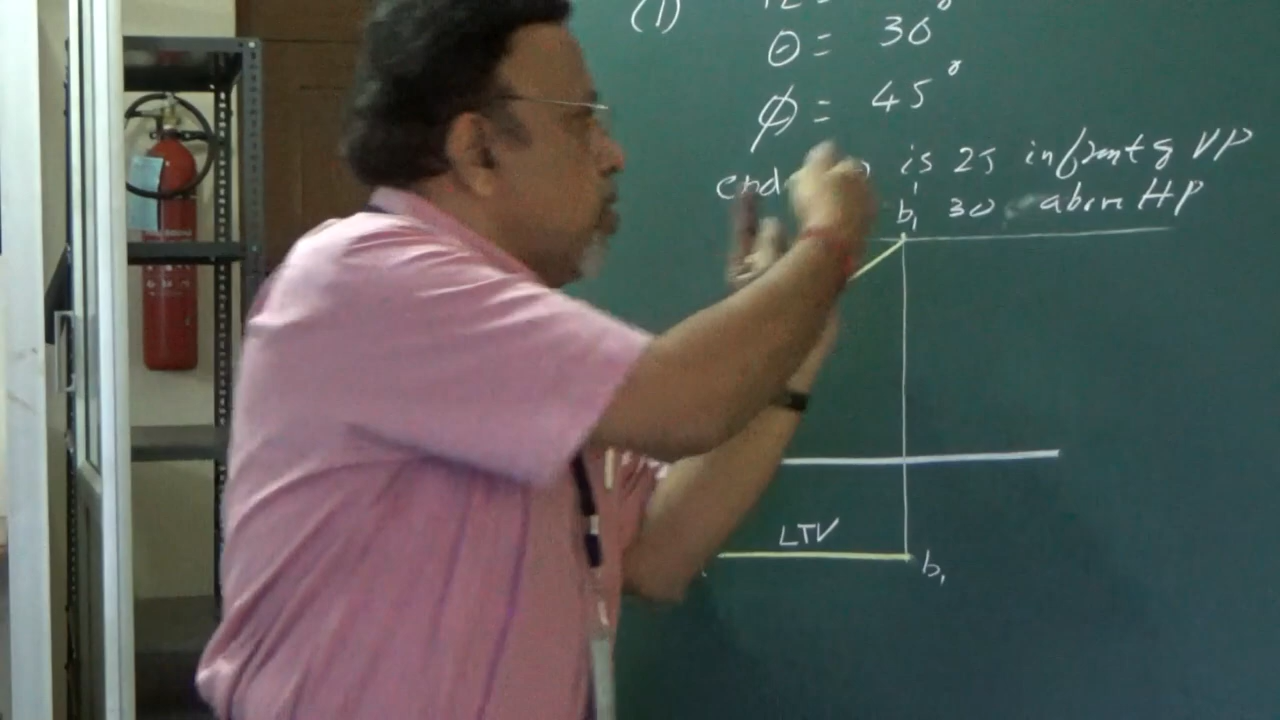 (1)
θ = 30°
ϕ = 45°
end is 25 infront of VP
b₁' 30 above HP
LTV
b₁